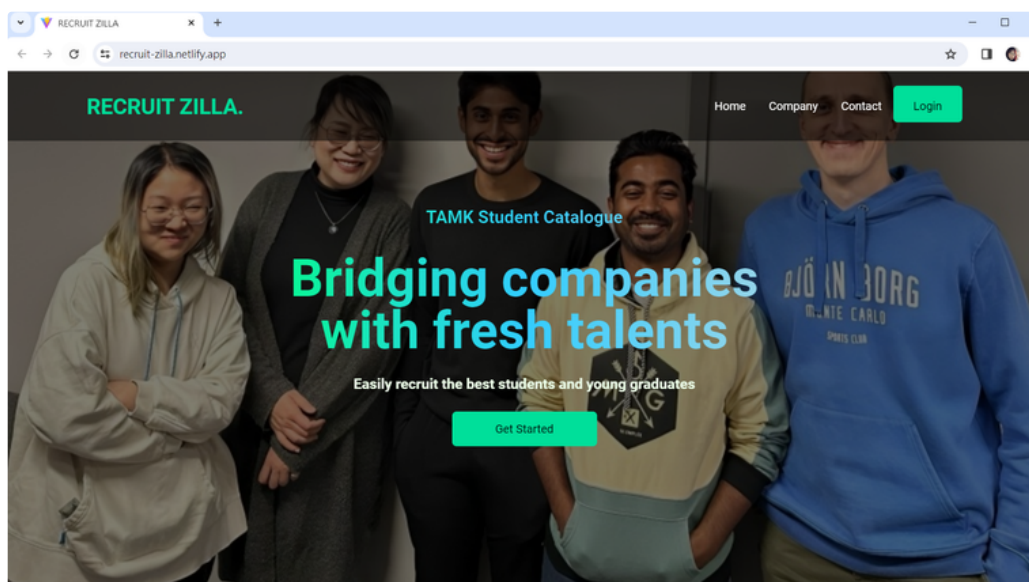 RECRUIT ZILLA
recruit-zilla.netlify.app
RECRUIT ZILLA.
Home Company Contact Login
TAMK Student Catalogue
Bridging companies
with fresh talents
BJÖ N BORG
MONTE CARLO
SPORTS CLUB
Easily recruit the best students and young graduates
G
Get Started